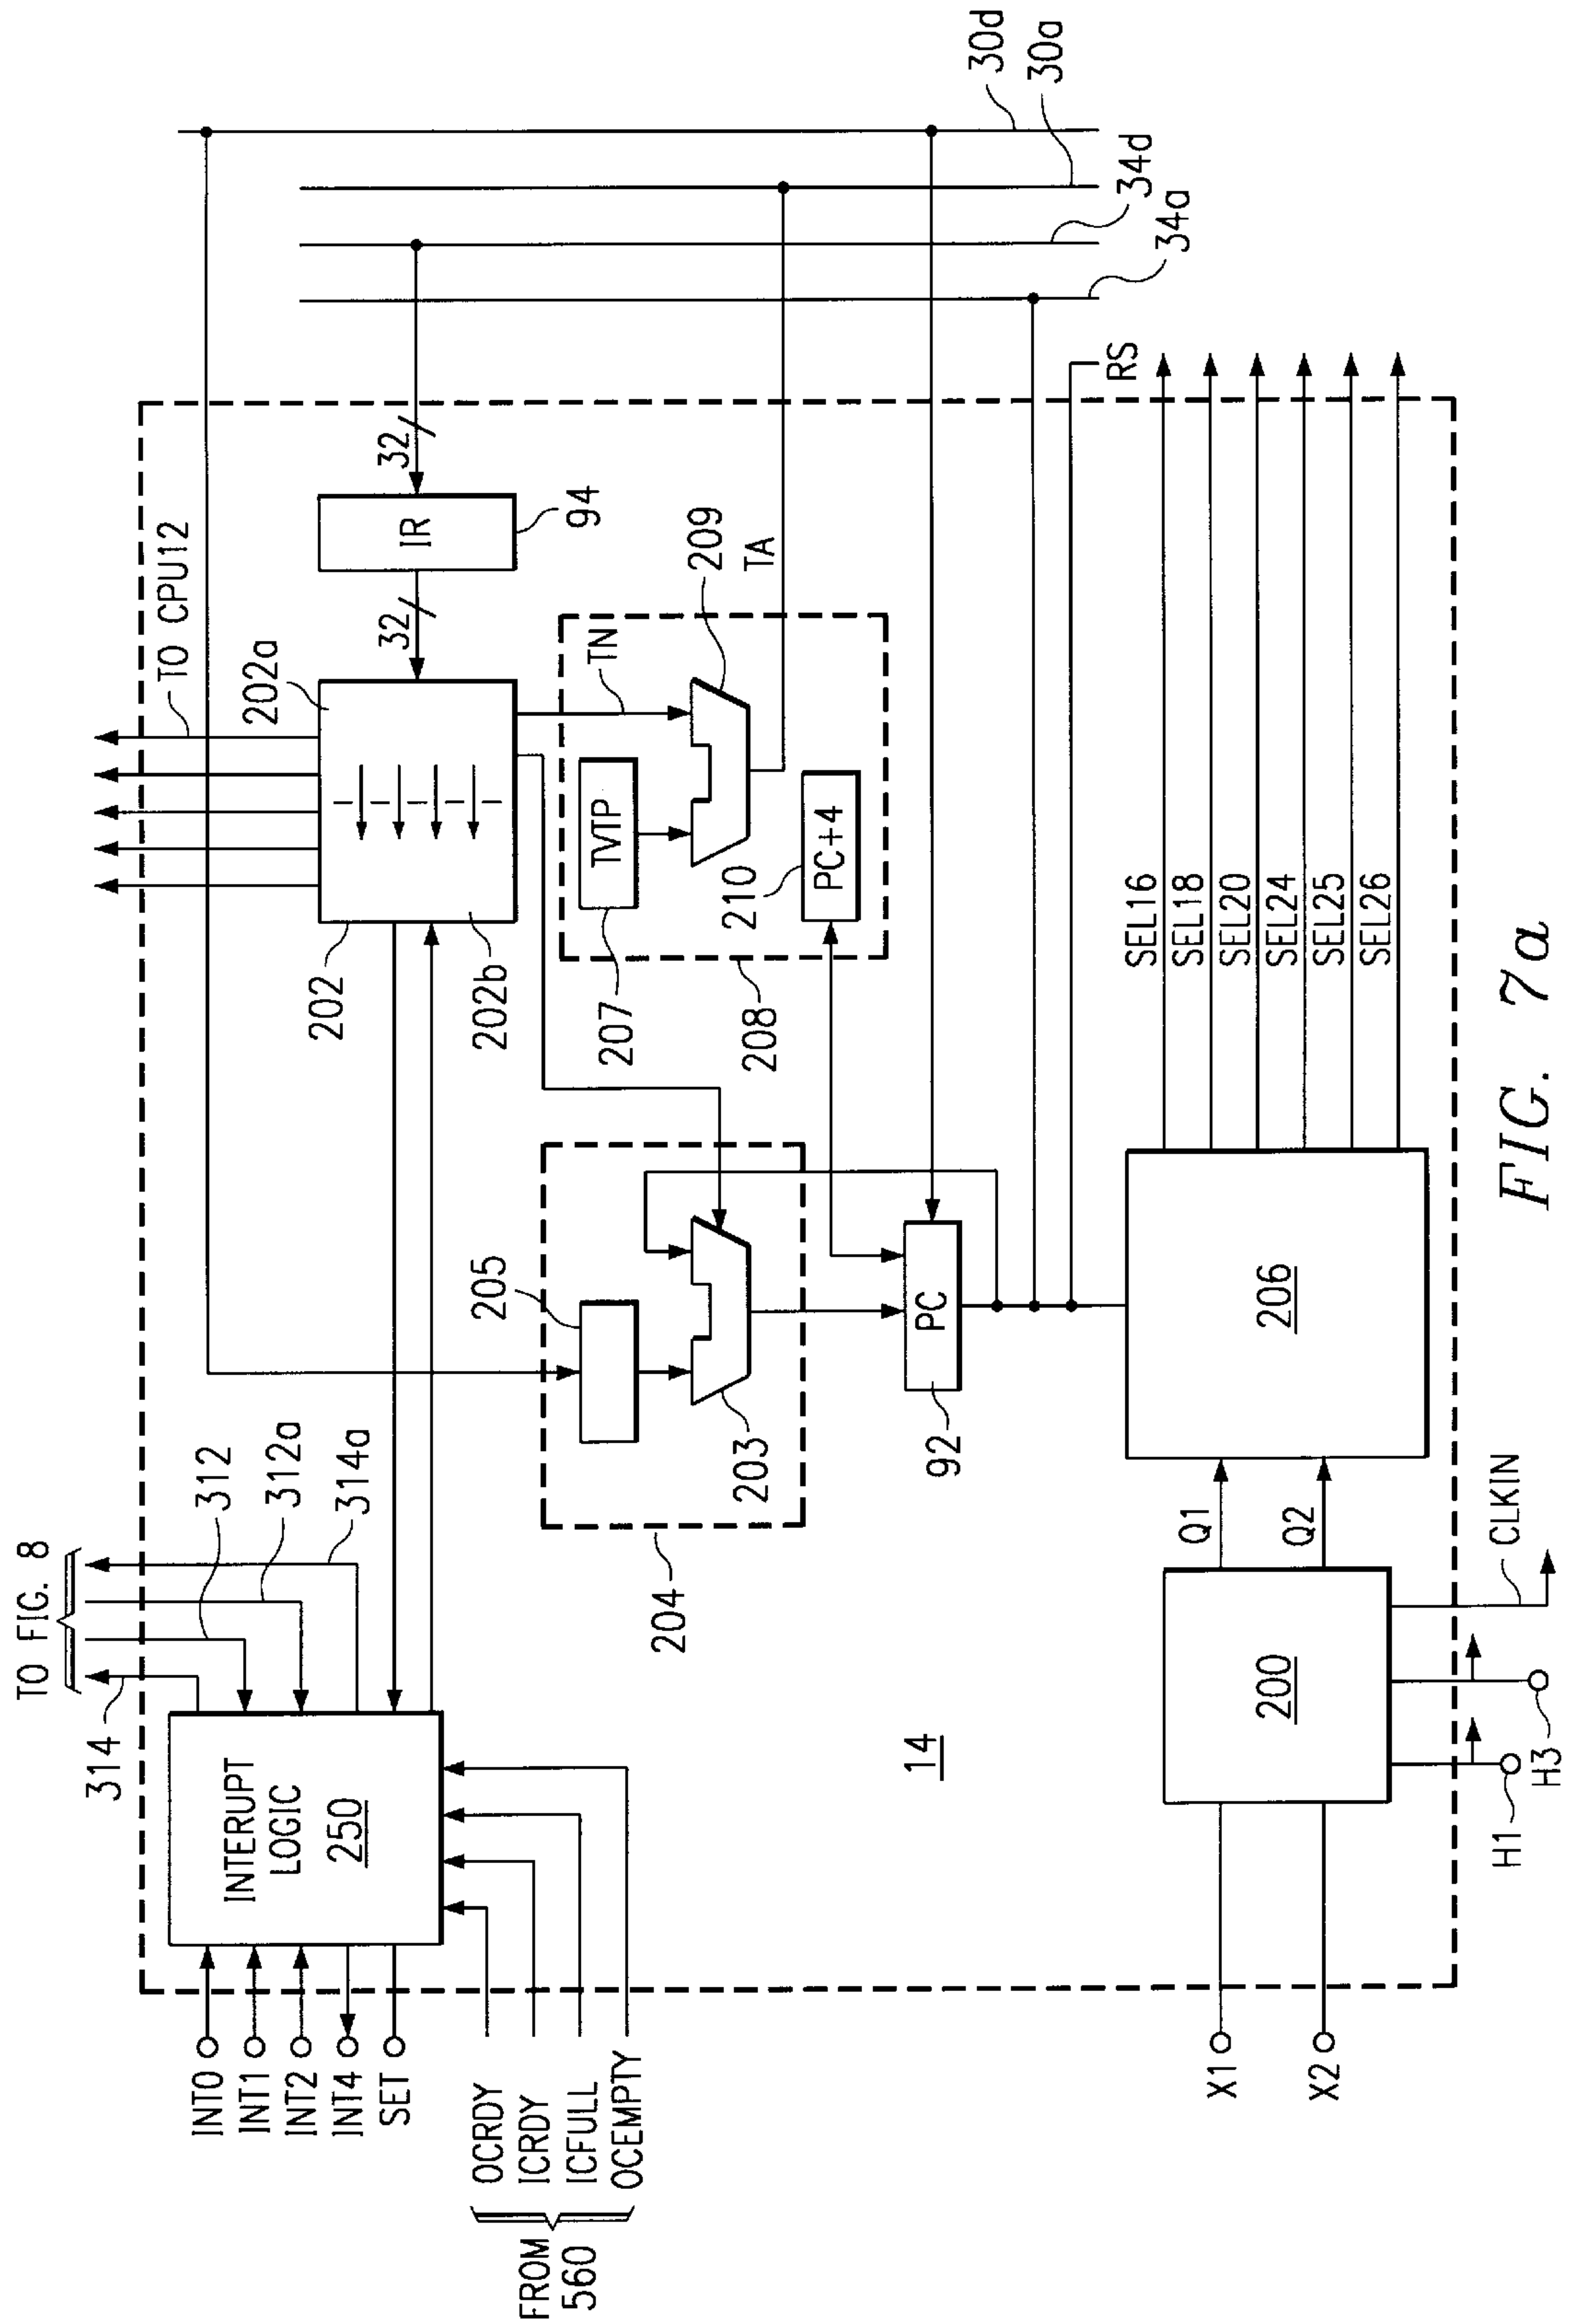 TO FIG. 8
314
312
312a
314a
INTERUPT
LOGIC
250
INT0
INT1
INT2
INT4
SET
OCRDY
ICRDY
ICFULL
OCEMPTY
FROM
560
TO CPU12
202a
202
202b
32
IR
94
32
30d
30a
34d
34a
RS
205
203
204
TVTP
207
TN
209
TA
210
PC+4
208
PC
92
14
X1
X2
200
Q1
Q2
206
CLKIN
H1
H3
SEL16
SEL18
SEL20
SEL24
SEL25
SEL26
FIG. 7a